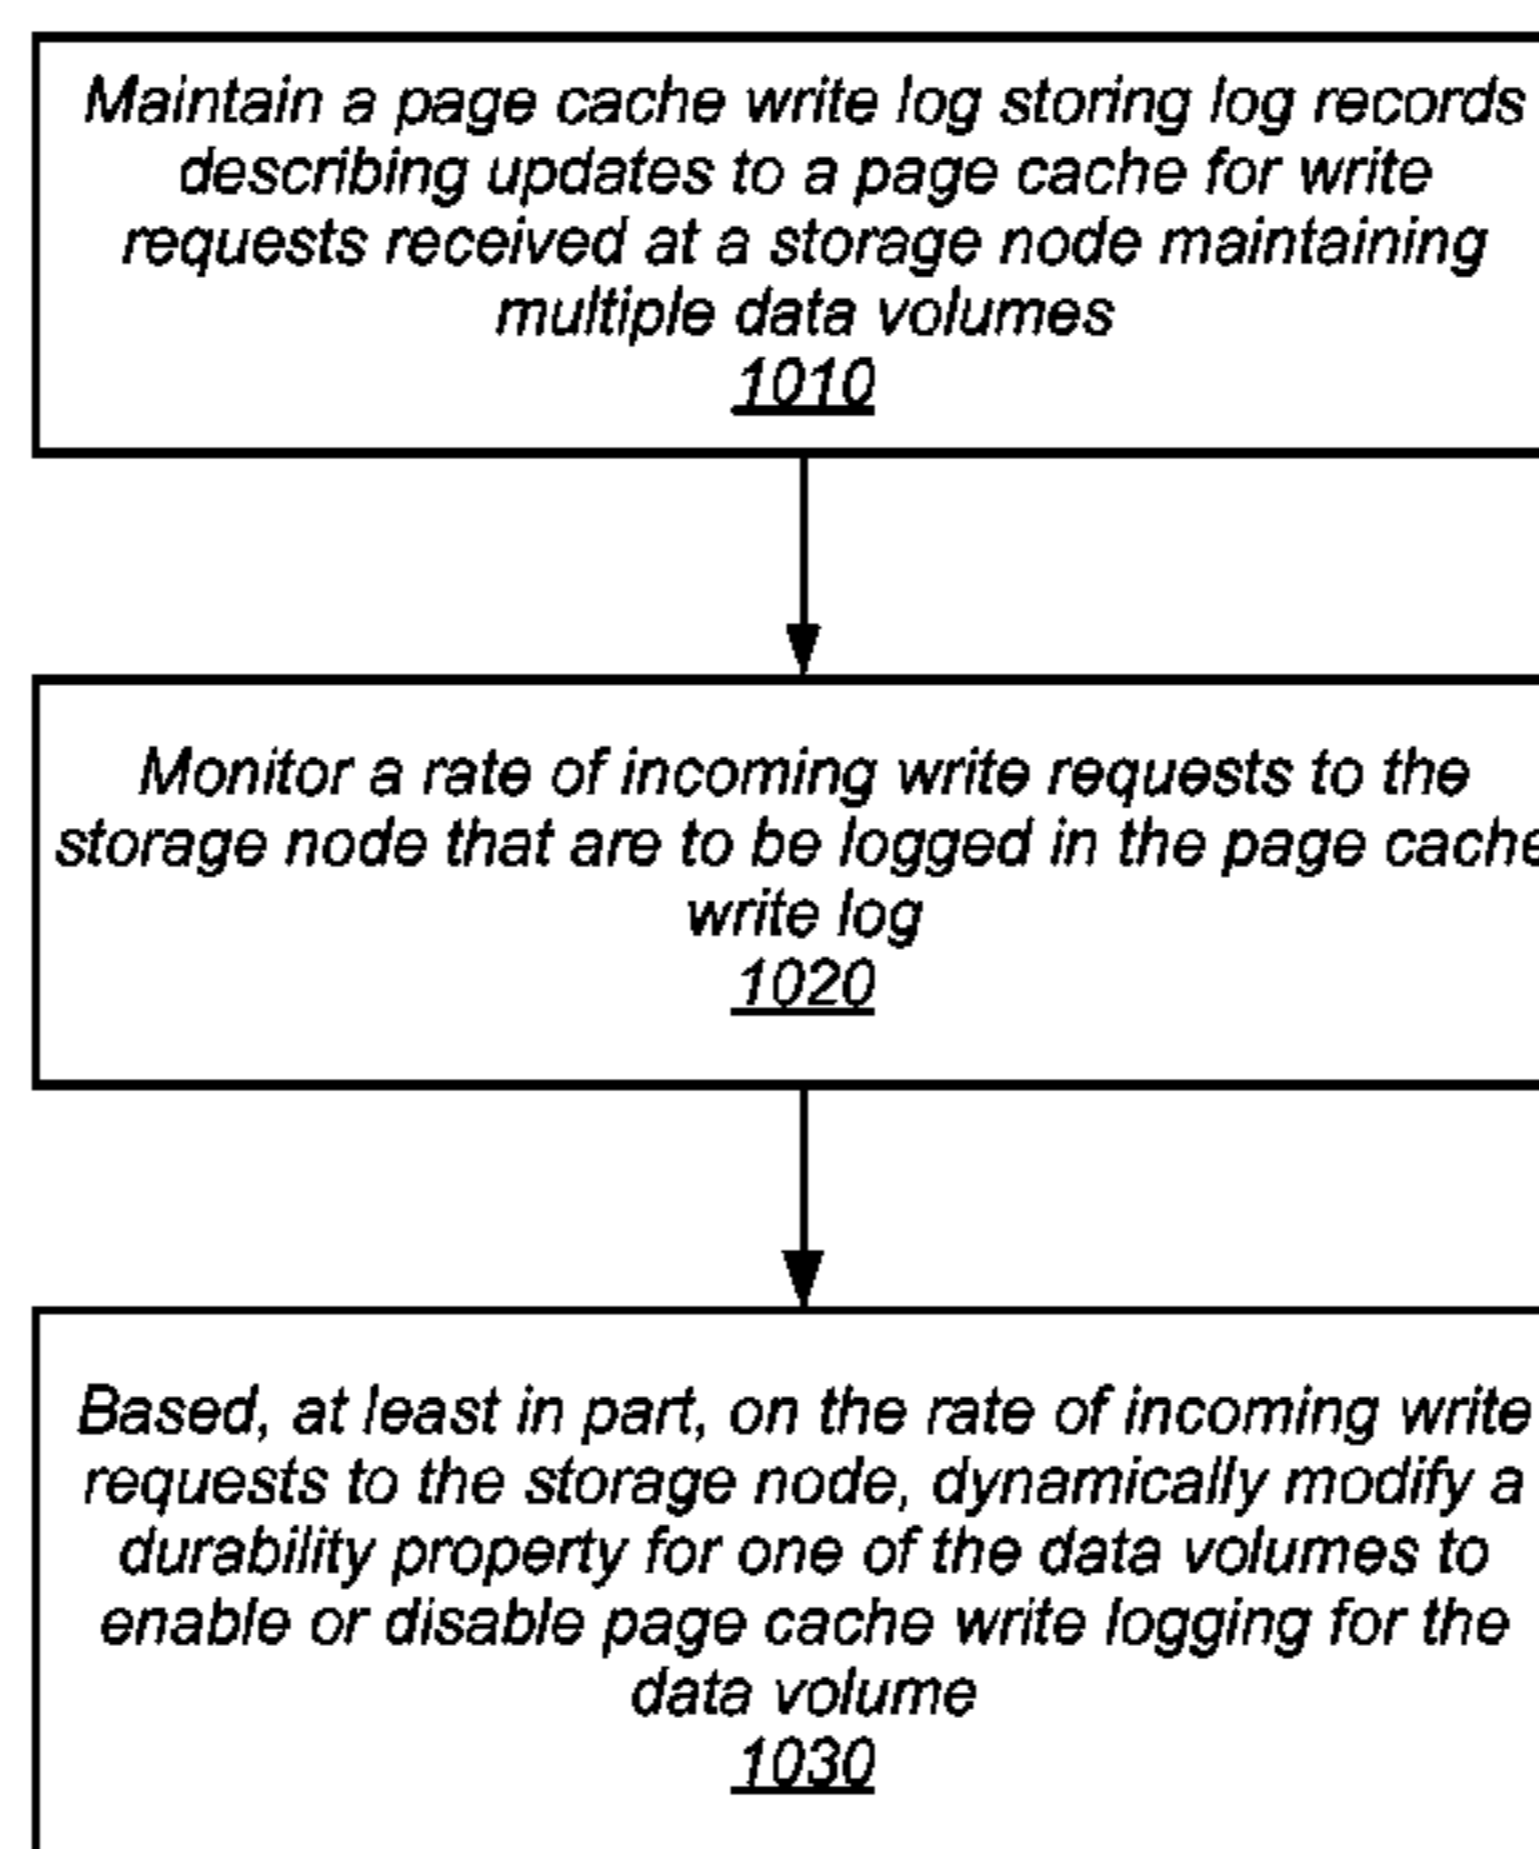 Maintain a page cache write log storing log records
describing updates to a page cache for write
requests received at a storage node maintaining
multiple data volumes
1010
Monitor a rate of incoming write requests to the
storage node that are to be logged in the page cache
write log
1020
Based, at least in part, on the rate of incoming write
requests to the storage node, dynamically modify a
durability property for one of the data volumes to
enable or disable page cache write logging for the
data volume
1030